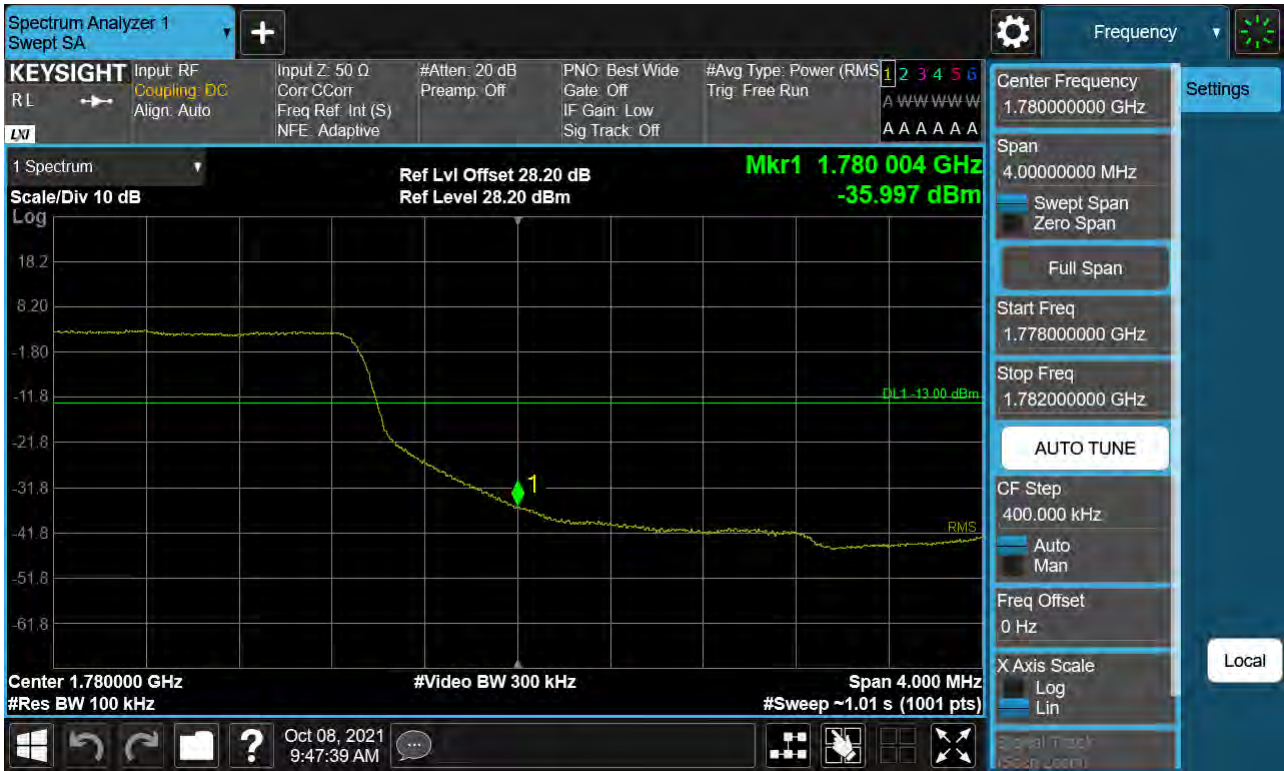 Spectrum Analyzer 1
Swept SA
Frequency
KEYSIGHT
RL
LXI
Input: RF
Coupling: DC
Align: Auto
Input Z: 50 Ω
Corr CCorr
Freq Ref: Int (S)
NFE: Adaptive
#Atten: 20 dB
Preamp: Off
PNO: Best Wide
Gate: Off
IF Gain: Low
Sig Track: Off
#Avg Type: Power (RMS
Trig: Free Run
1 2 3 4 5 6
A W W W W W
A A A A A A
1 Spectrum
Scale/Div 10 dB
Log
Ref Lvl Offset 28.20 dB
Ref Level 28.20 dBm
Mkr1 1.780 004 GHz
-35.997 dBm
18.2
8.20
-1.80
-11.8
-21.8
-31.8
-41.8
-51.8
-61.8
DL1 -13.00 dBm
1
RMS
Center 1.780000 GHz
#Res BW 100 kHz
#Video BW 300 kHz
Span 4.000 MHz
#Sweep ~1.01 s (1001 pts)
Center Frequency
1.780000000 GHz
Span
4.00000000 MHz
Swept Span
Zero Span
Full Span
Start Freq
1.778000000 GHz
Stop Freq
1.782000000 GHz
AUTO TUNE
CF Step
400.000 kHz
Auto
Man
Freq Offset
0 Hz
X Axis Scale
Log
Lin
Signal Track
(Span Zoom)
Settings
Local
?
Oct 08, 2021
9:47:39 AM